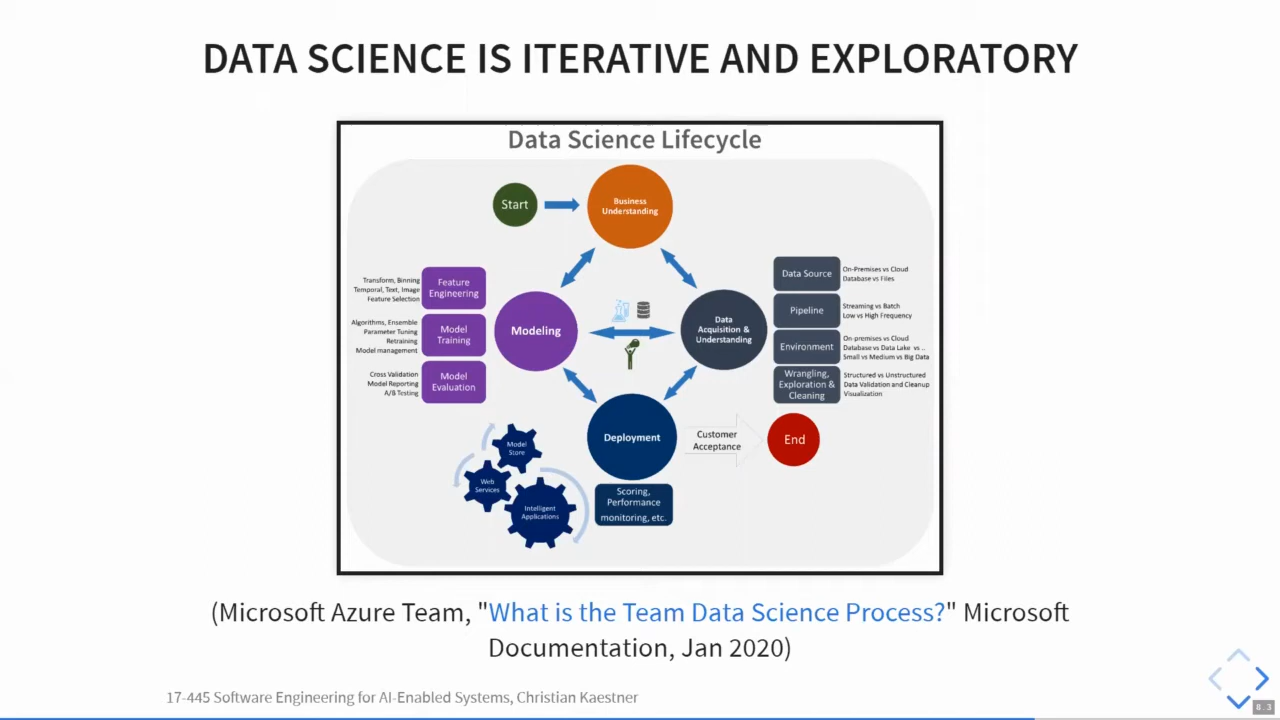 DATA SCIENCE IS ITERATIVE AND EXPLORATORY
Data Science Lifecycle
Start
Business
Understanding
Transform, Binning
Temporal, Text, Image
Feature Selection
Feature
Engineering
Algorithms, Ensemble
Parameter Tuning
Retraining
Model management
Model
Training
Cross Validation
Model Reporting
A/B Testing
Model
Evaluation
Modeling
Data
Acquisition &
Understanding
Data Source
On-Premises vs Cloud
Database vs Files
Pipeline
Streaming vs Batch
Low vs High Frequency
Environment
On-premises vs Cloud
Database vs Data Lake vs ..
Small vs Medium vs Big Data
Wrangling,
Exploration &
Cleaning
Structured vs Unstructured
Data Validation and Cleanup
Visualization
Deployment
Customer
Acceptance
End
Model
Store
Web
Services
Intelligent
Applications
Scoring,
Performance
monitoring, etc.
(Microsoft Azure Team, "What is the Team Data Science Process?" Microsoft
Documentation, Jan 2020)
17-445 Software Engineering for AI-Enabled Systems, Christian Kaestner
8.3